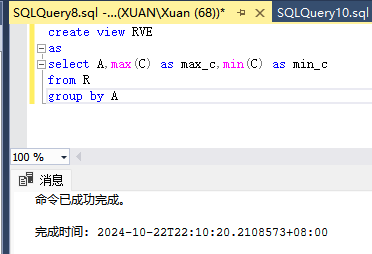 SQLQuery8.sql -...(XUAN\Xuan (68))*
SQLQuery10.sql
create view RVE
as
select A,max(C) as max_c,min(C) as min_c
from R
group by A
100 %
消息
命令已成功完成。
完成时间: 2024-10-22T22:10:20.2108573+08:00